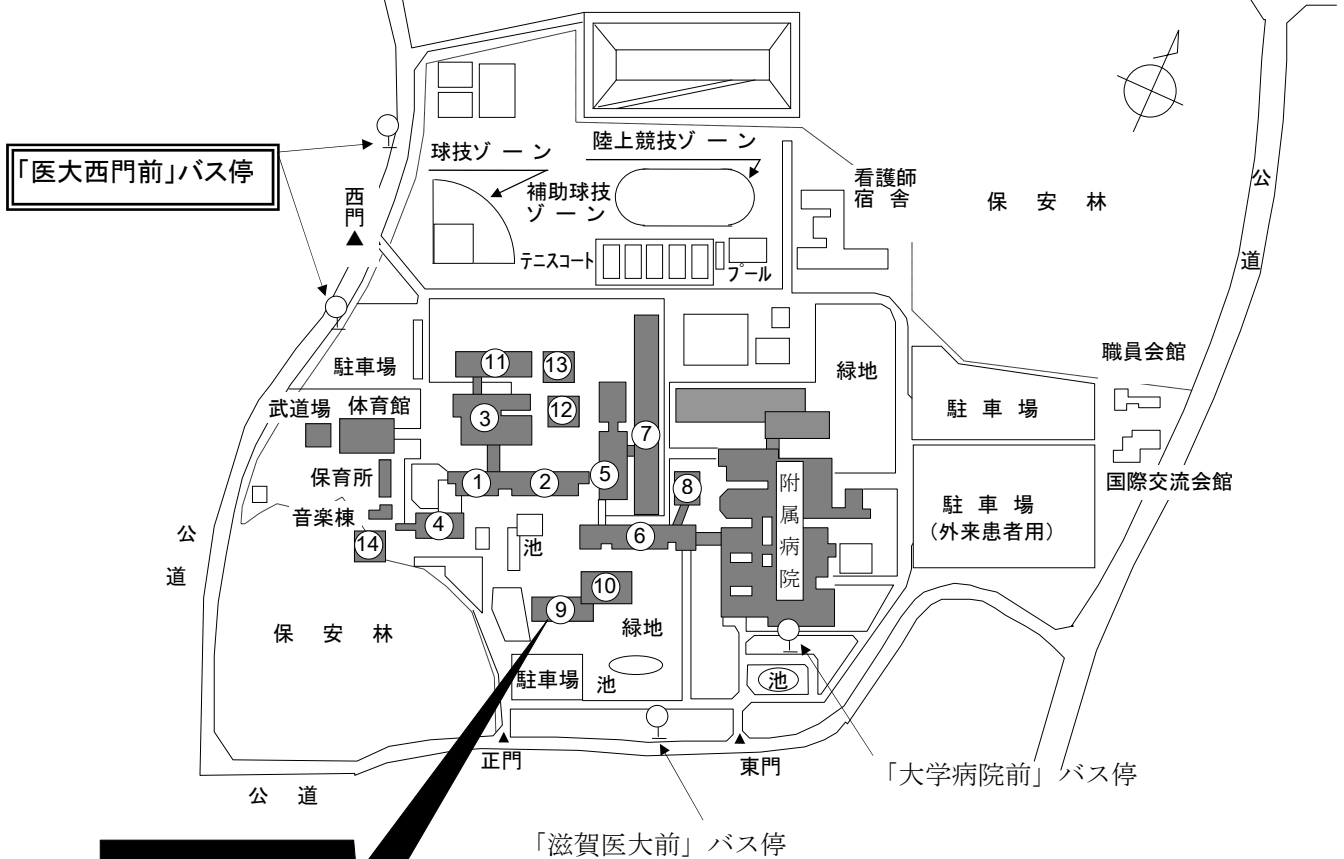 「医大西門前」バス停
西門
球技ゾーン
陸上競技ゾーン
補助球技
ゾーン
テニスコート
プール
看護師
宿舎
保安林
公道
駐車場
武道場
体育館
保育所
音楽棟
⑪
⑬
③
⑫
⑦
⑤
①
②
⑧
④
⑥
⑭
池
⑩
⑨
緑地
附属病院
緑地
駐車場
駐車場
(外来患者用)
職員会館
国際交流会館
公道
保安林
駐車場
池
池
正門
東門
公道
「大学病院前」バス停
「滋賀医大前」バス停